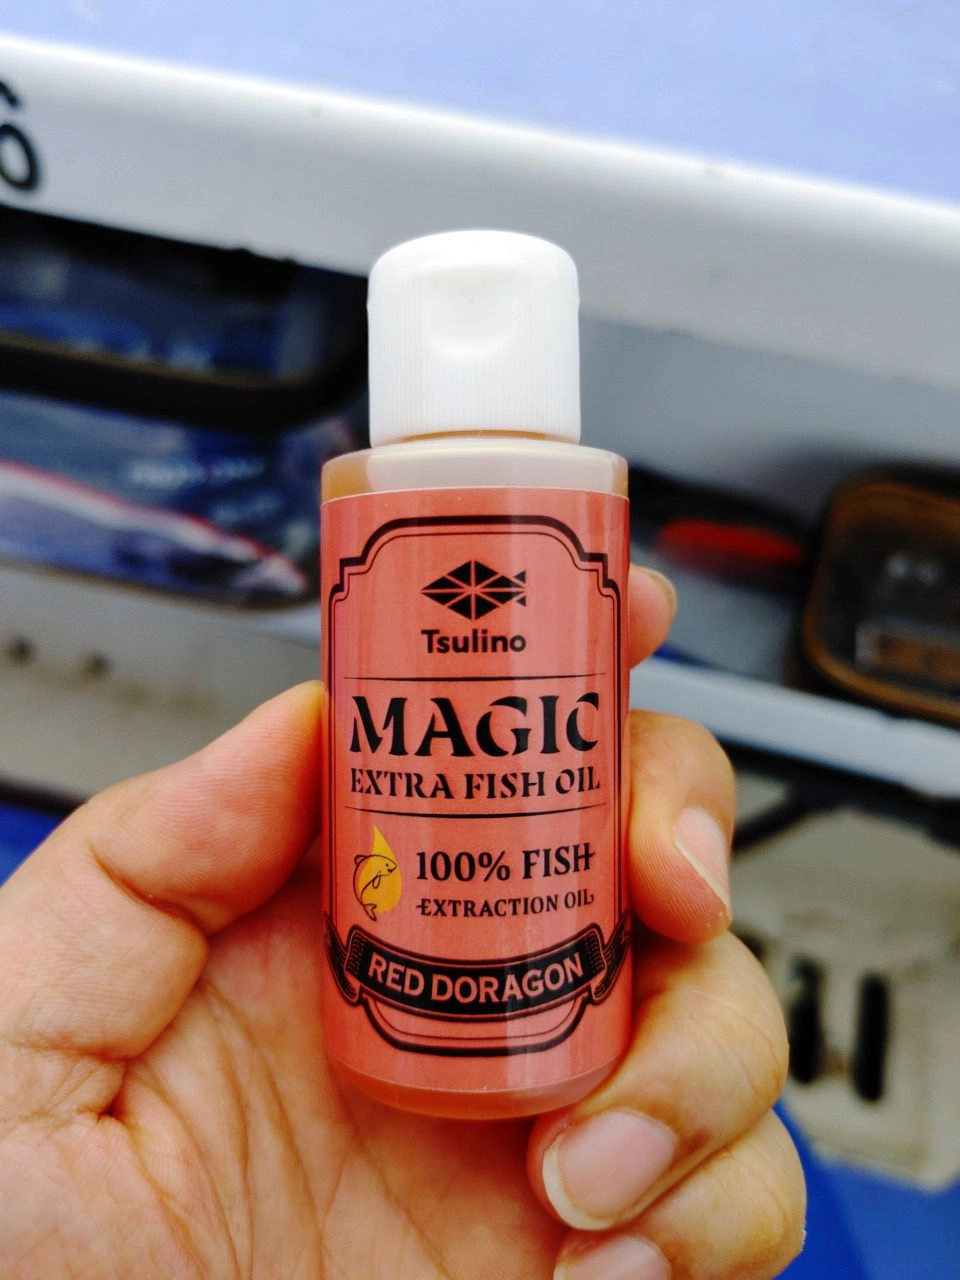 Tsulino
MAGIC
EXTRA FISH OIL
100% FISH
EXTRACTION OIL
RED DORAGON